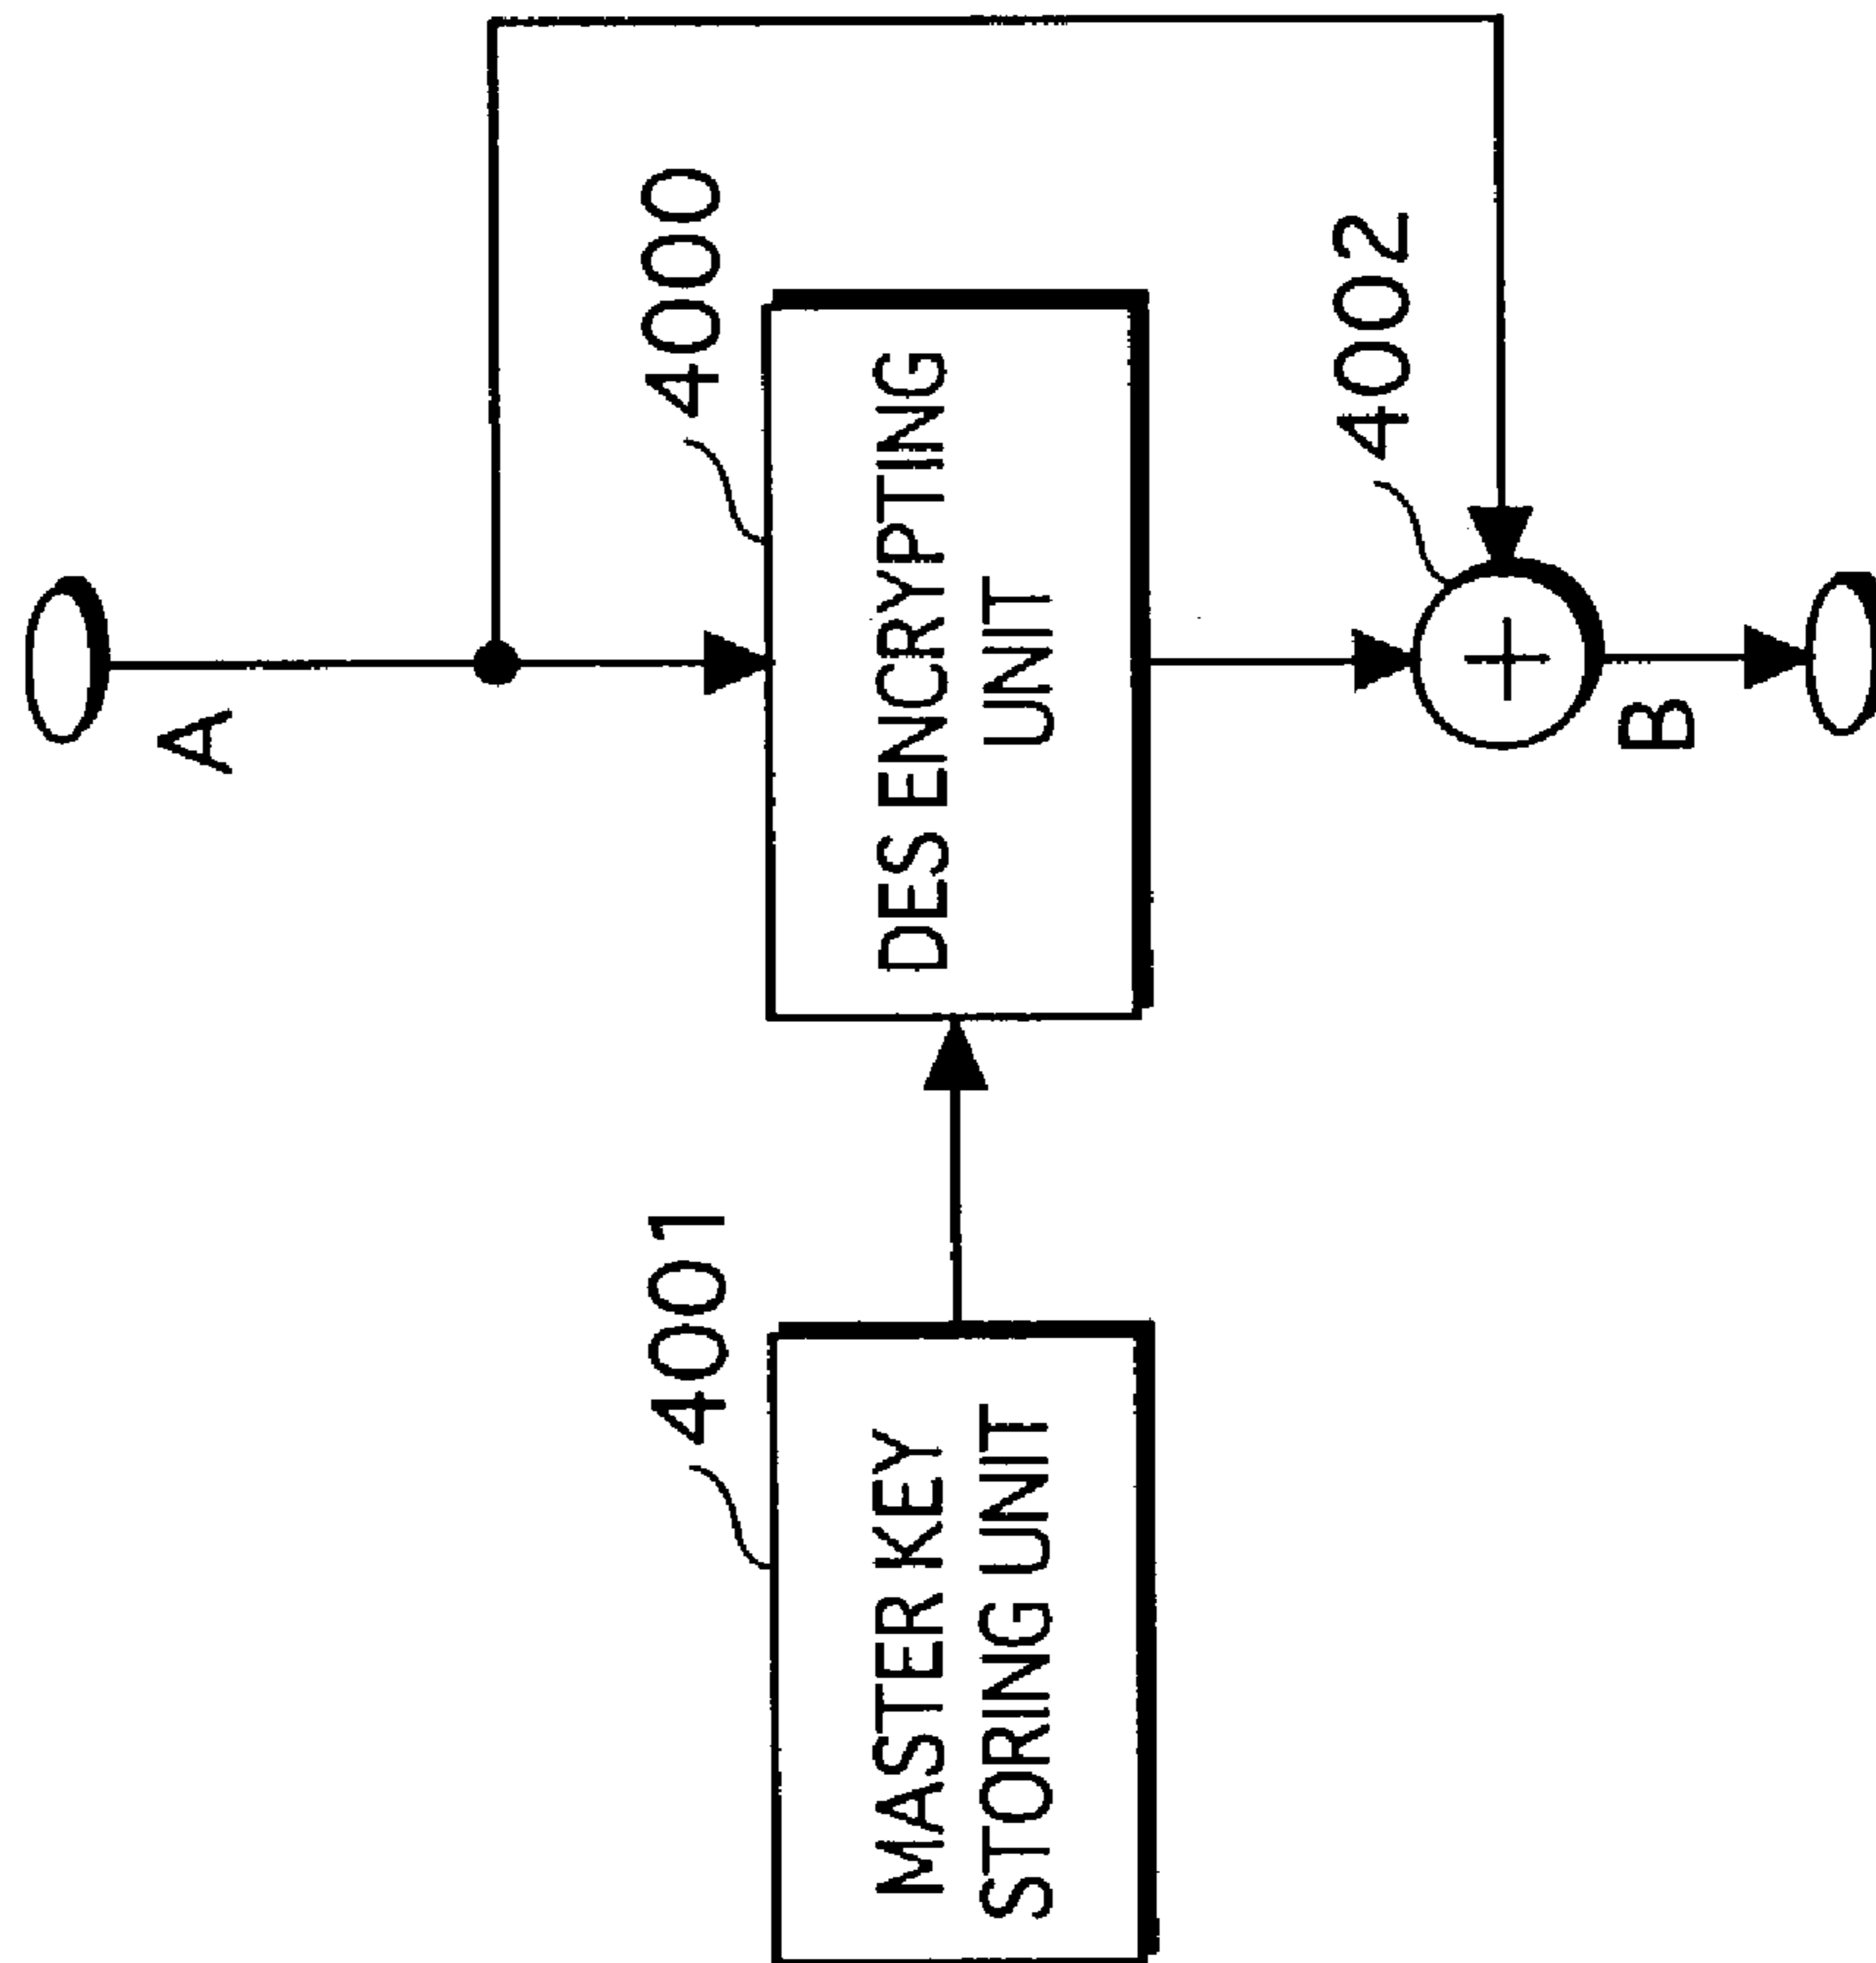 A
4000
DES ENCRYPTING
UNIT
4002
B
4001
MASTER KEY
STORING UNIT